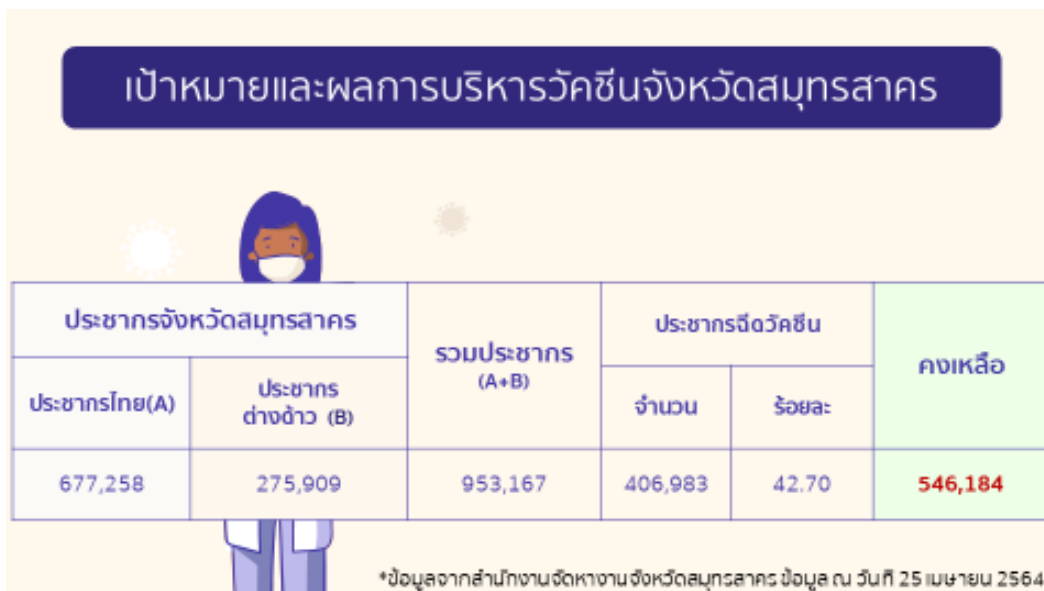 เป้าหมายและผลการบริหารวัคซีนจังหวัดสมุทรสาคร
ประชากรจังหวัดสมุทรสาคร
รวมประชากร
(A+B)
ประชากรฉีดวัคซีน
คงเหลือ
ประชากรไทย(A)
ประชากร
ต่างด้าว (B)
จำนวน
ร้อยละ
677,258
275,909
953,167
406,983
42.70
546,184
*ข้อมูลจากสำนักงานจัดหางานจังหวัดสมุทรสาคร ข้อมูล ณ วันที่ 25 เมษายน 2564